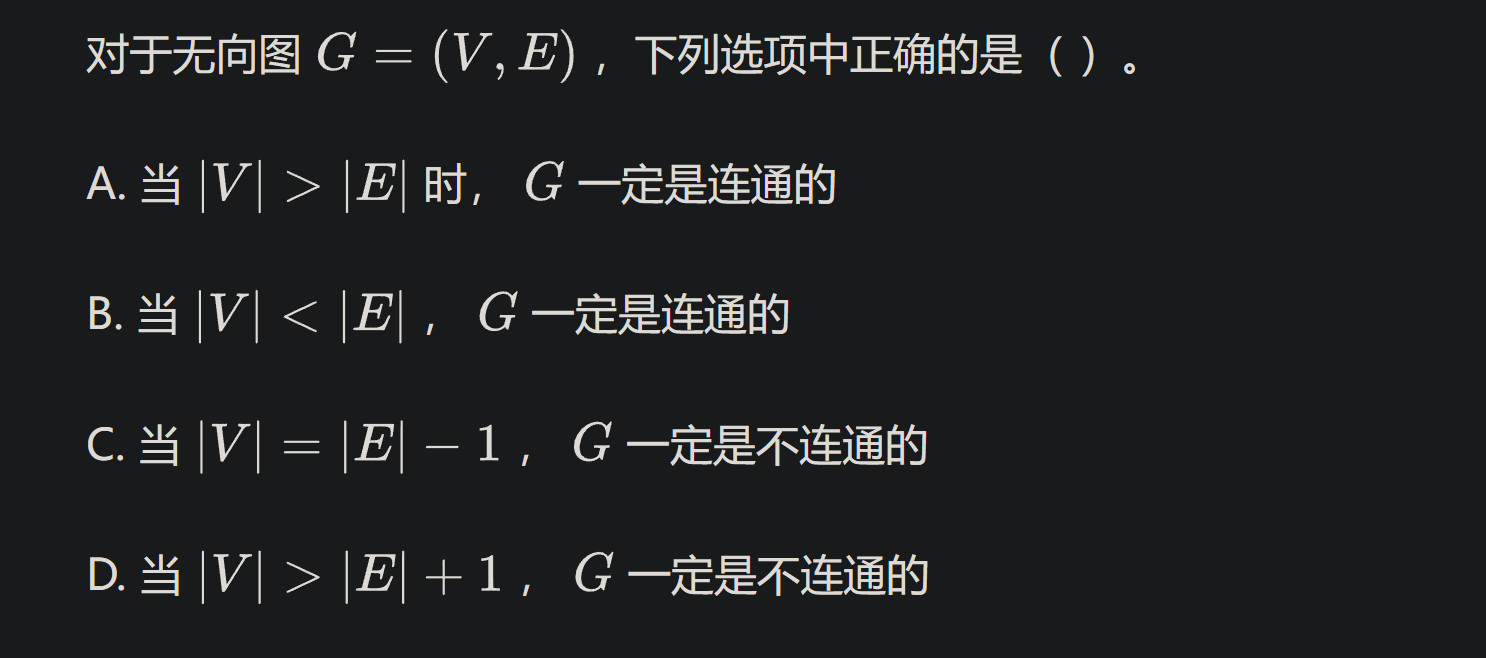 对于无向图 G = (V, E)，下列选项中正确的是（ ）。
A. 当 |V| > |E| 时， G 一定是连通的
B. 当 |V| < |E| ， G 一定是连通的
C. 当 |V| = |E| − 1 ， G 一定是不连通的
D. 当 |V| > |E| + 1 ， G 一定是不连通的